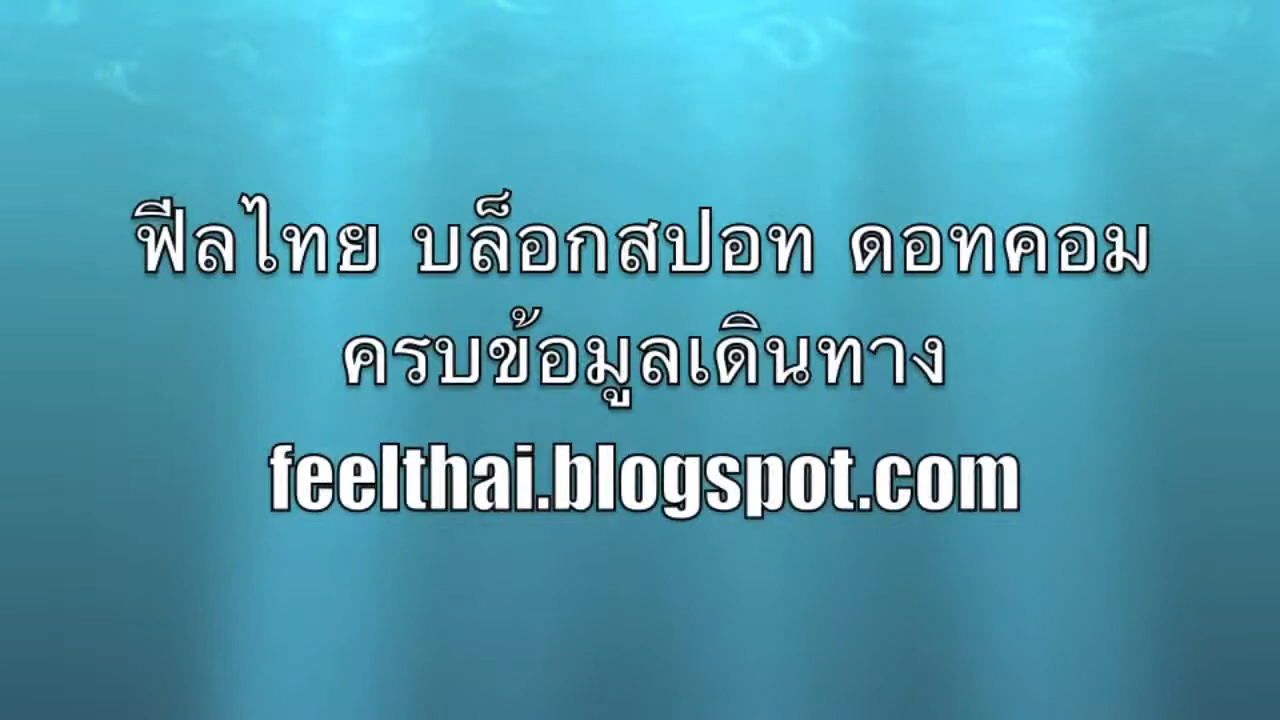 ฟีลไทย บล็อกสปอท ดอทคอม
ครบข้อมูลเดินทาง
feelthai.blogspot.com